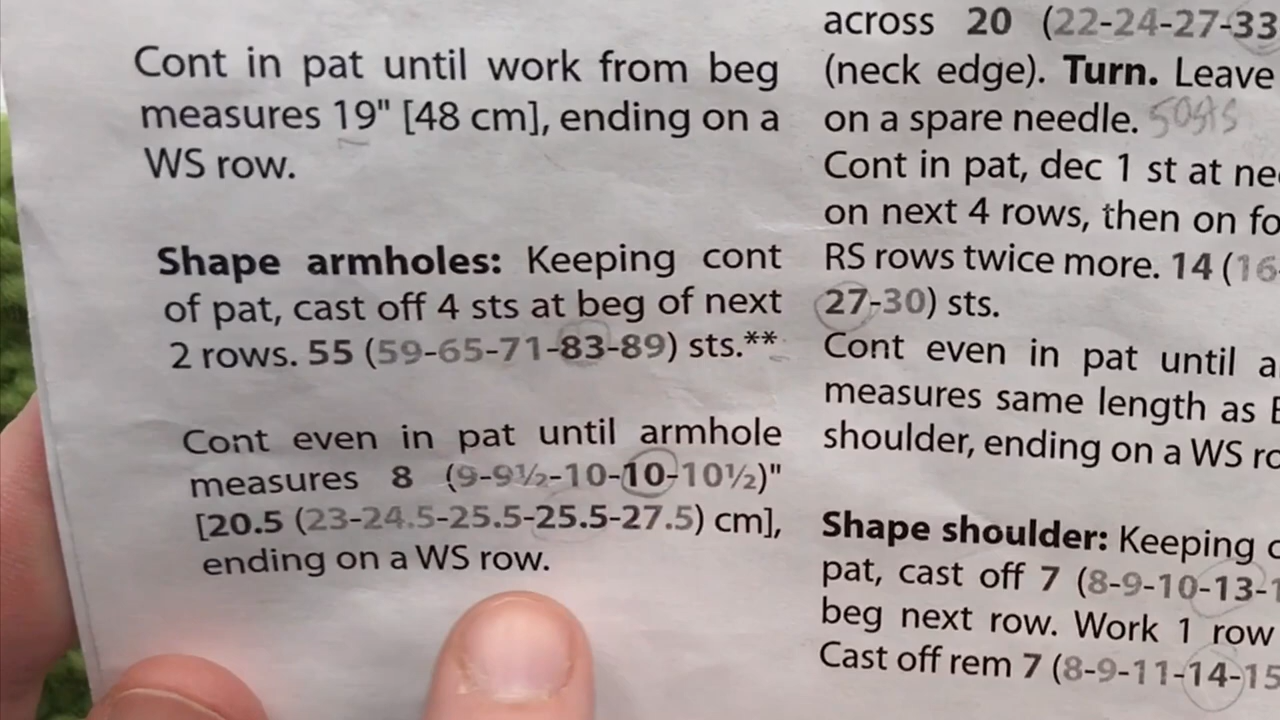 Cont in pat until work from beg
measures 19" [48 cm], ending on a
WS row.
Shape armholes: Keeping cont
of pat, cast off 4 sts at beg of next
2 rows. 55 (59-65-71-83-89) sts.**
Cont even in pat until armhole
measures 8 (9-9½-10-10-10½)"
[20.5 (23-24.5-25.5-25.5-27.5) cm],
ending on a WS row.
across 20 (22-24-27-33
(neck edge). Turn. Leave
on a spare needle. 50sts
Cont in pat, dec 1 st at ne
on next 4 rows, then on fo
RS rows twice more. 14 (16-
27-30) sts.
Cont even in pat until a
measures same length as B
shoulder, ending on a WS ro
Shape shoulder: Keeping c
pat, cast off 7 (8-9-10-13-1
beg next row. Work 1 row
Cast off rem 7 (8-9-11-14-15